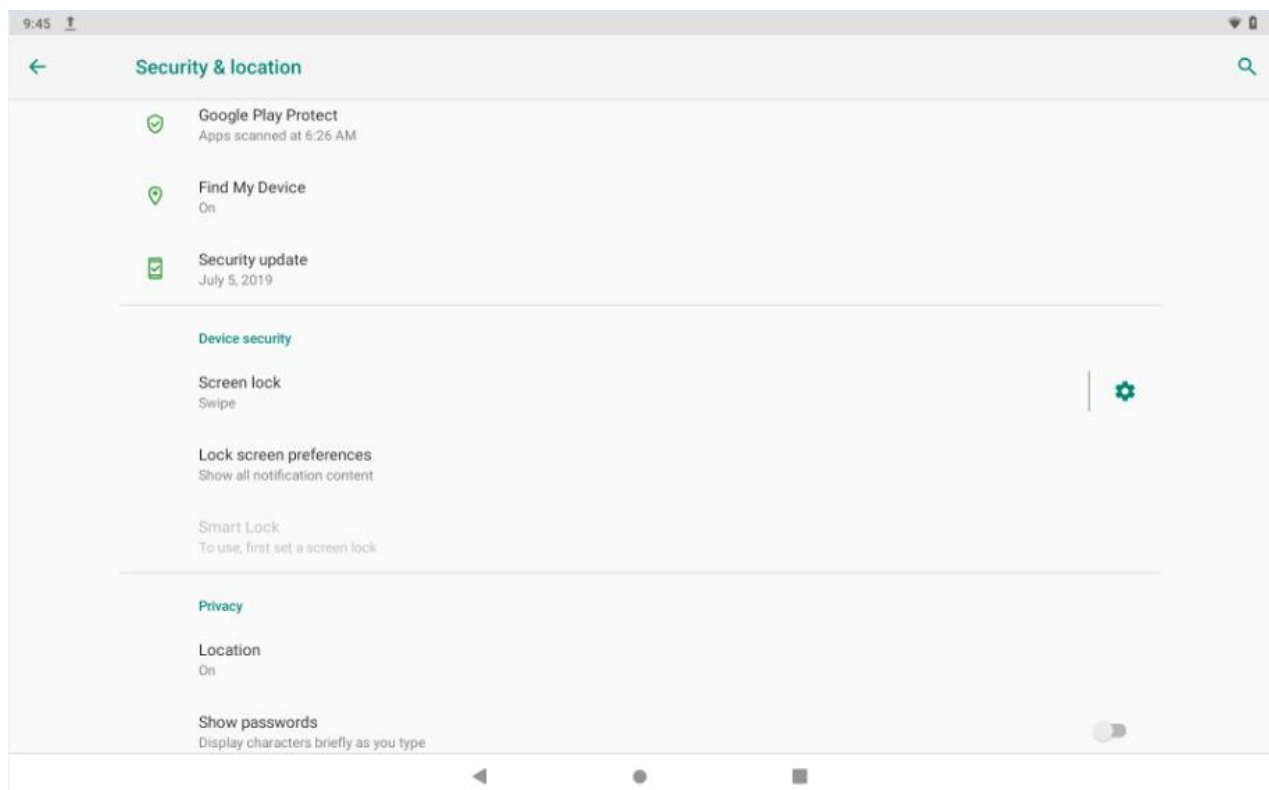 9:45
Security & location
Google Play Protect
Apps scanned at 6:26 AM
Find My Device
On
Security update
July 5, 2019
Device security
Screen lock
Swipe
Lock screen preferences
Show all notification content
Smart Lock
To use, first set a screen lock
Privacy
Location
On
Show passwords
Display characters briefly as you type